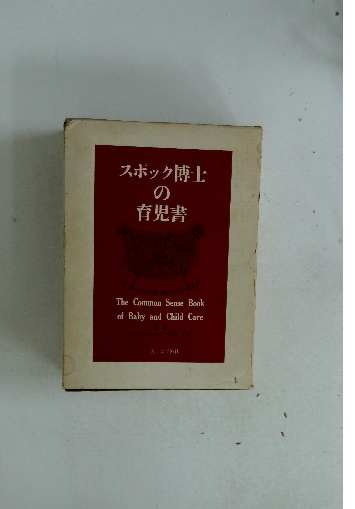 スポック博士
の
育児書
The Common Sense Book
of Baby and Child Care